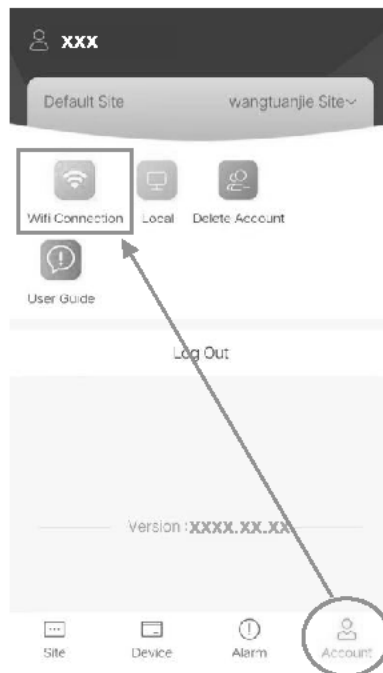 xxx
Default Site wangtuanjie Site
Wifi Connection Local Delete Account
User Guide
Log Out
Version :XXXX.XX.XX
Site Device Alarm Account